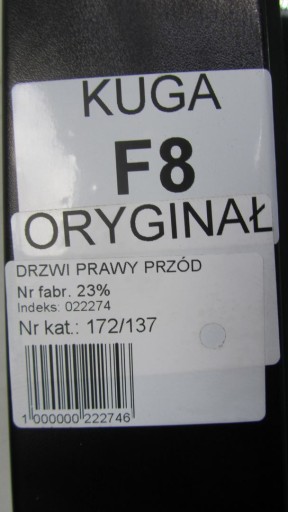 KUGA
F8
ORYGINAŁ
DRZWI PRAWY PRZÓD
Nr fabr. 23%
Indeks: 022274
Nr kat.: 172/137
1 000000 222746